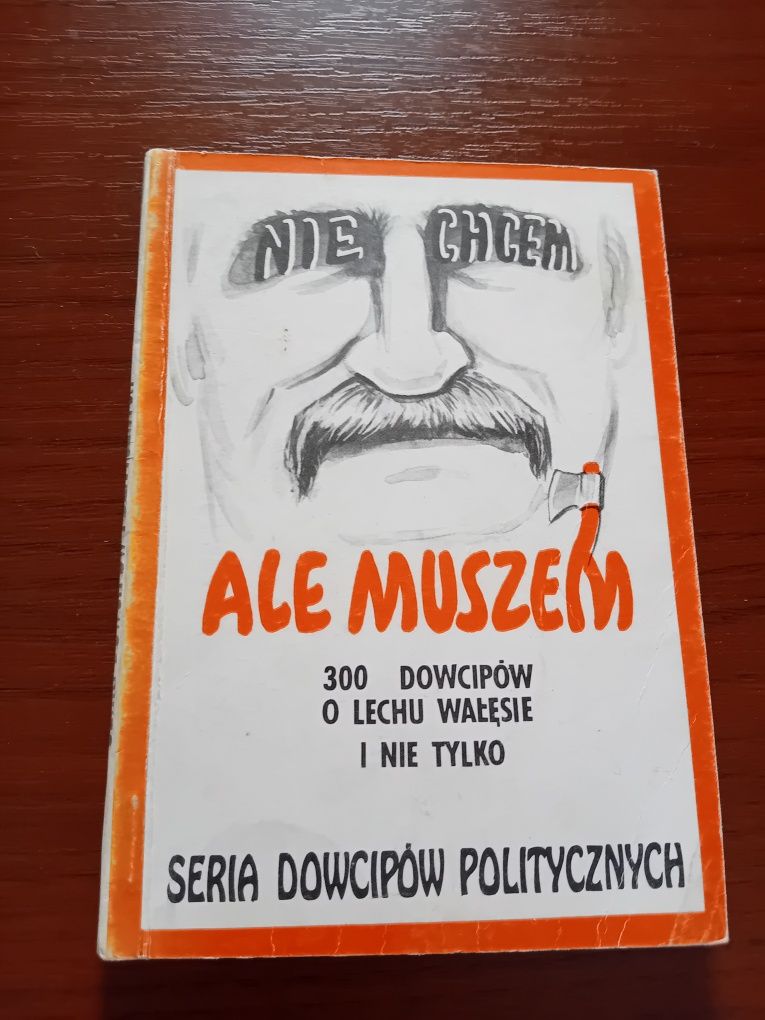 NIE CHCEM
ALE MUSZEM
300 DOWCIPÓW
O LECHU WAŁĘSIE
I NIE TYLKO
SERIA DOWCIPÓW POLITYCZNYCH